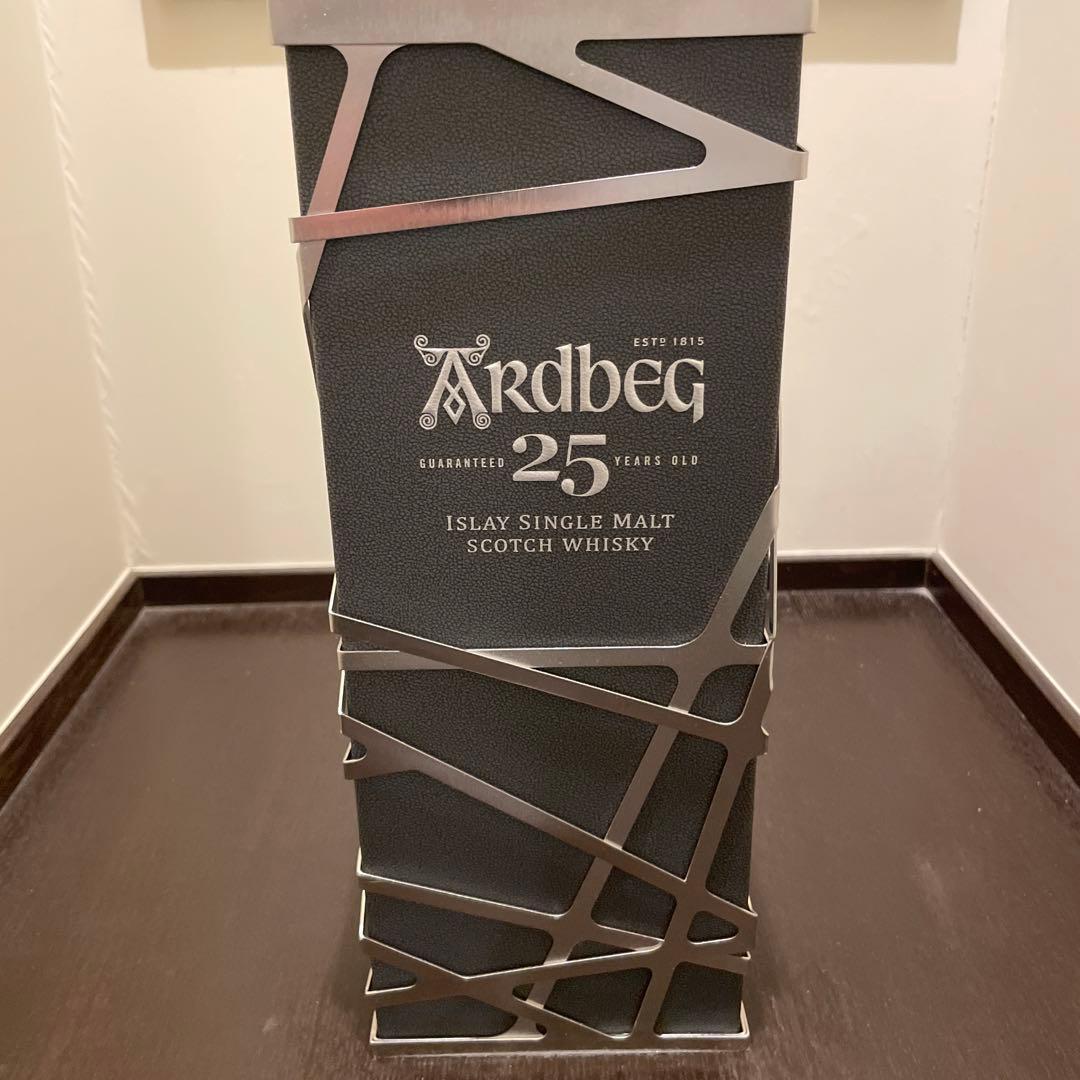 ESTD 1815
ARdbEG
GUARANTEED 25 YEARS OLD
ISLAY SINGLE MALT
SCOTCH WHISKY